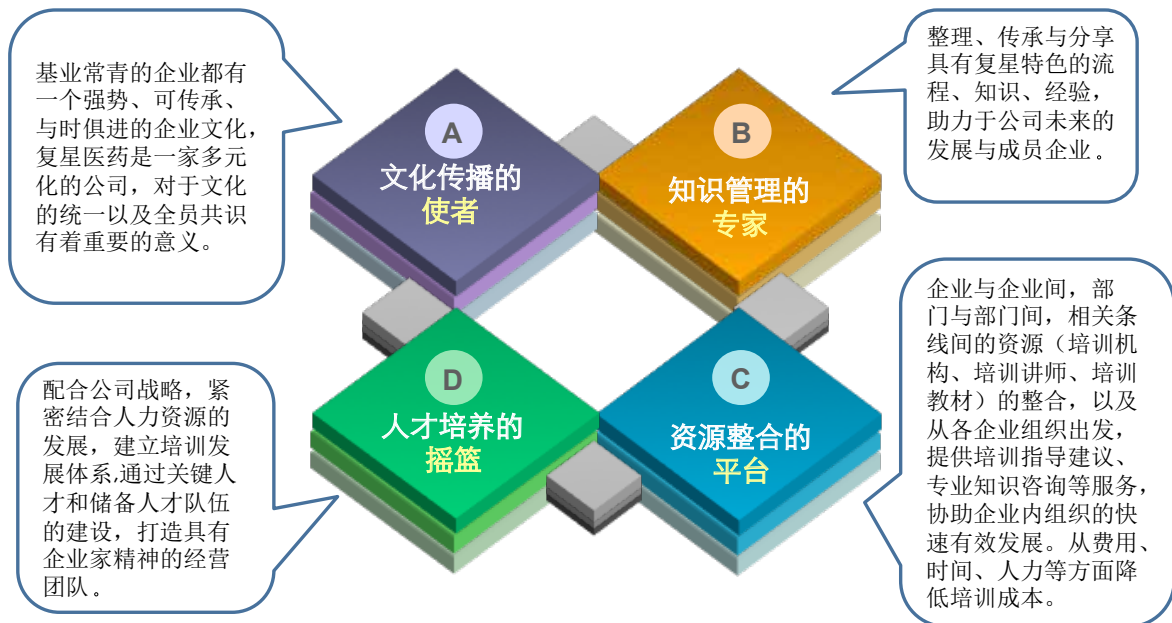 基业常青的企业都有
一个强势、可传承、
与时俱进的企业文化，
复星医药是一家多元
化的公司，对于文化
的统一以及全员共识
有着重要的意义。
A
文化传播的
使者
B
知识管理的
专家
整理、传承与分享
具有复星特色的流
程、知识、经验，
助力于公司未来的
发展与成员企业。
配合公司战略，紧
密结合人力资源的
发展，建立培训发
展体系,通过关键人
才和储备人才队伍
的建设，打造具有
企业家精神的经营
团队。
D
人才培养的
摇篮
C
资源整合的
平台
企业与企业间，部
门与部门间，相关条
线间的资源（培训机
构、培训讲师、培训
教材）的整合，以及
从各企业组织出发，
提供培训指导建议、
专业知识咨询等服务，
协助企业内组织的快
速有效发展。从费用、
时间、人力等方面降
低培训成本。